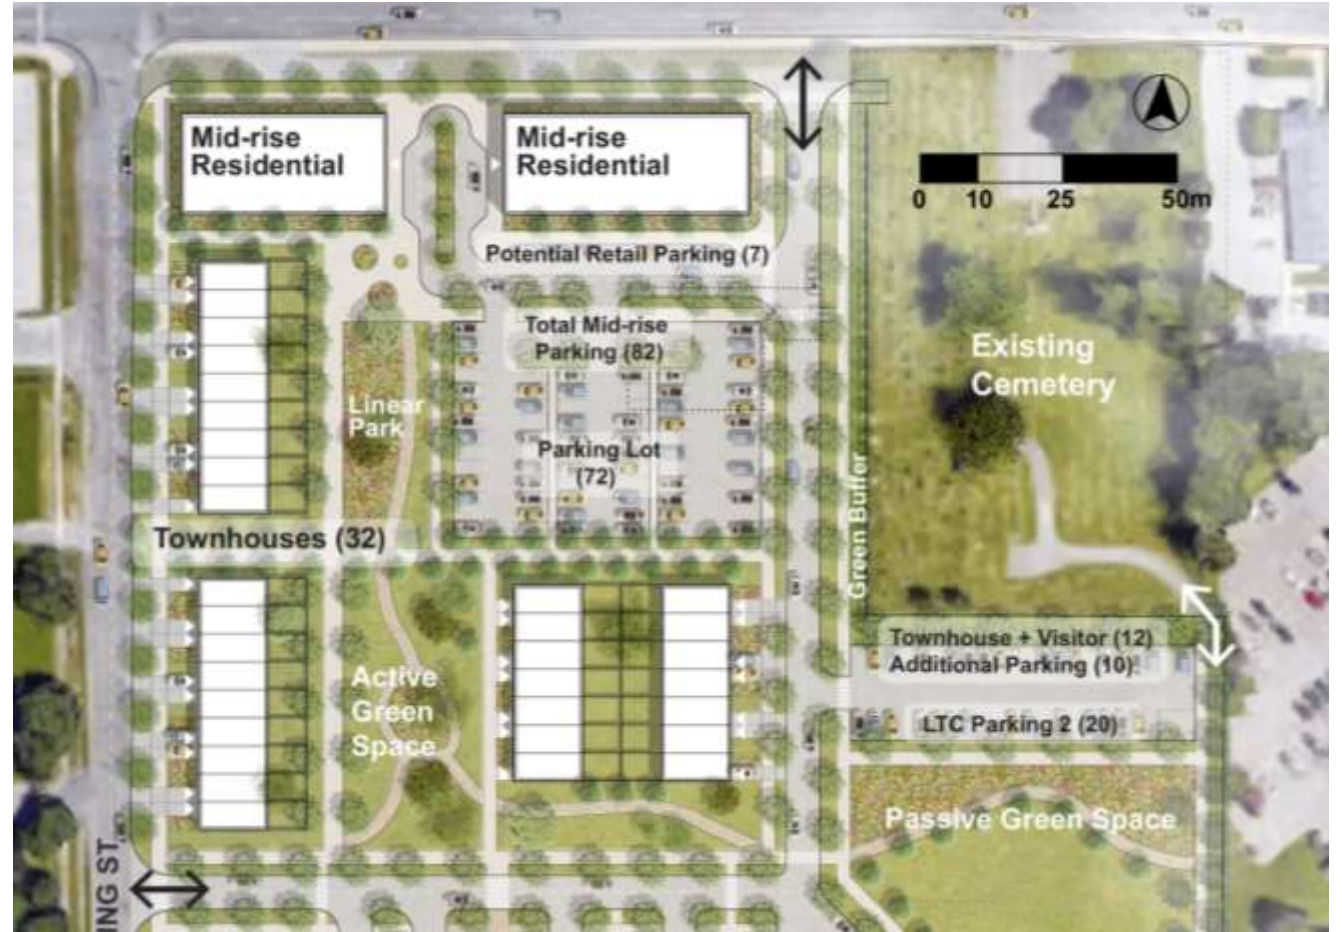 Mid-rise
Residential
Mid-rise
Residential
0 10 25 50m
Potential Retail Parking (7)
Total Mid-rise
Parking (82)
Existing
Cemetery
Linear
Park
Parking Lot
(72)
Green Buffer
Townhouses (32)
Townhouse + Visitor (12)
Additional Parking (10)
Active
Green
Space
LTC Parking 2 (20)
Passive Green Space
ING ST